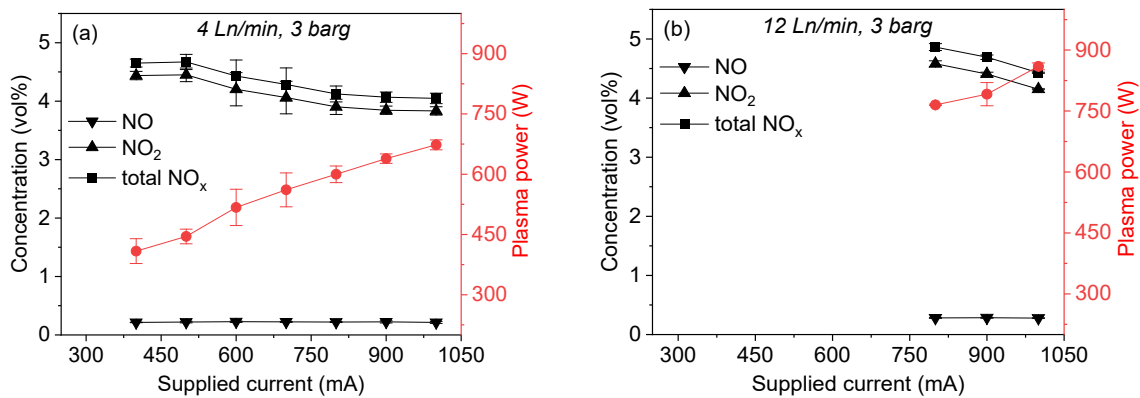 (a)
4 Ln/min, 3 barg
5
4
3
2
1
0
Concentration (vol%)
NO
NO2
total NOx
900
750
600
450
300
Plasma power (W)
300 450 600 750 900 1050
Supplied current (mA)
(b)
12 Ln/min, 3 barg
5
4
3
2
1
0
Concentration (vol%)
NO
NO2
total NOx
900
750
600
450
300
Plasma power (W)
300 450 600 750 900 1050
Supplied current (mA)